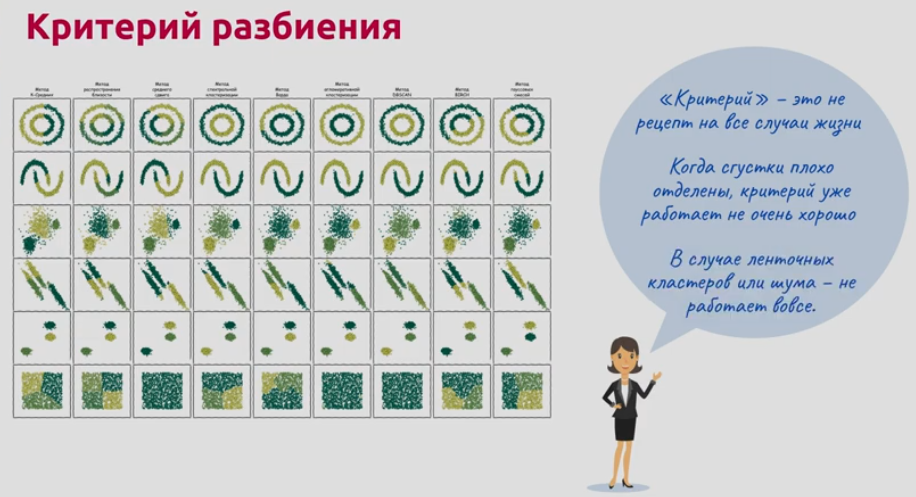 Критерий разбиения
Метод
К-Средних
Метод
распространения
близости
Метод
среднего
сдвига
Метод
спектральной
кластеризации
Метод
Варда
Метод
агломеративной
кластеризации
Метод
DBSCAN
Метод
BIRCH
Метод
гауссовых
смесей
«Критерий» – это не
рецепт на все случаи жизни
Когда сгустки плохо
отделены, критерий уже
работает не очень хорошо
В случае ленточных
кластеров или шума – не
работает вовсе.